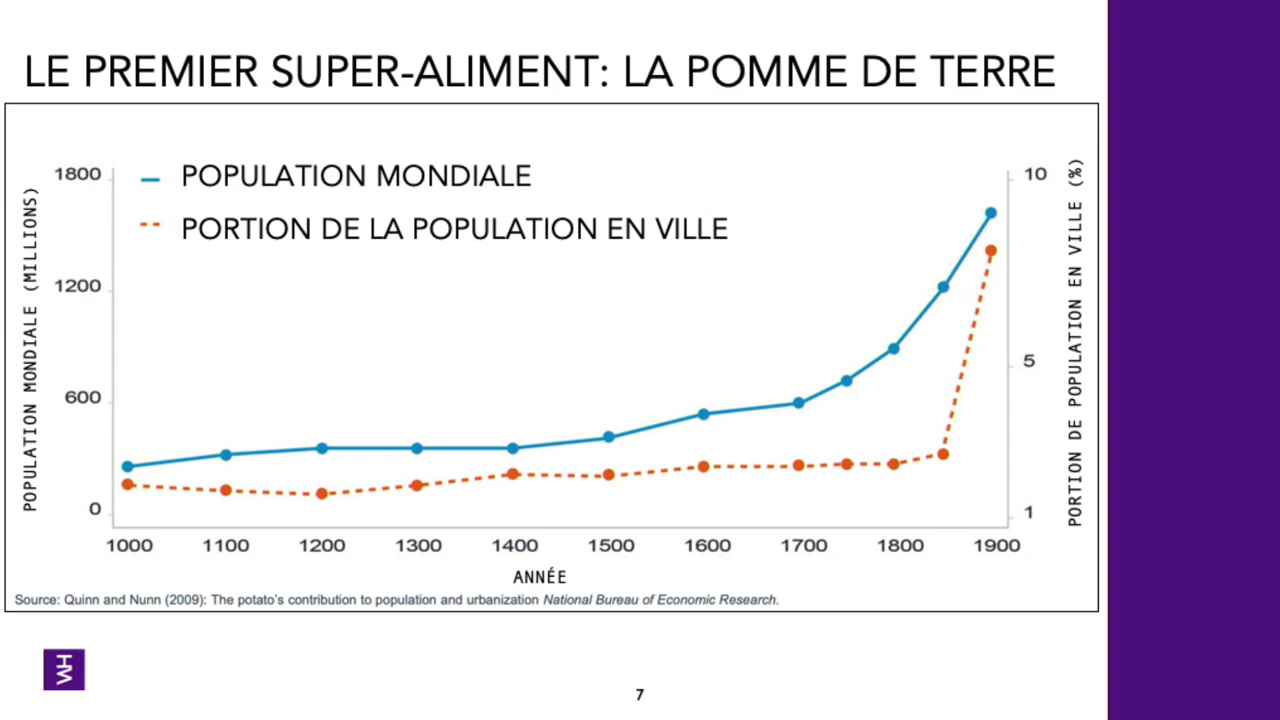 LE PREMIER SUPER-ALIMENT: LA POMME DE TERRE
POPULATION MONDIALE
PORTION DE LA POPULATION EN VILLE
POPULATION MONDIALE (MILLIONS)
1800
1200
600
0
10
5
1
PORTION DE POPULATION EN VILLE (%)
1000 1100 1200 1300 1400 1500 1600 1700 1800 1900
ANNÉE
Source: Quinn and Nunn (2009): The potato's contribution to population and urbanization National Bureau of Economic Research.
WH
7